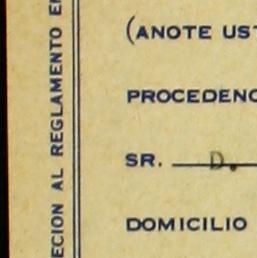 ECION AL REGLAMENTO E
(ANOTE US
PROCEDENC
SR. D.
DOMICILIO